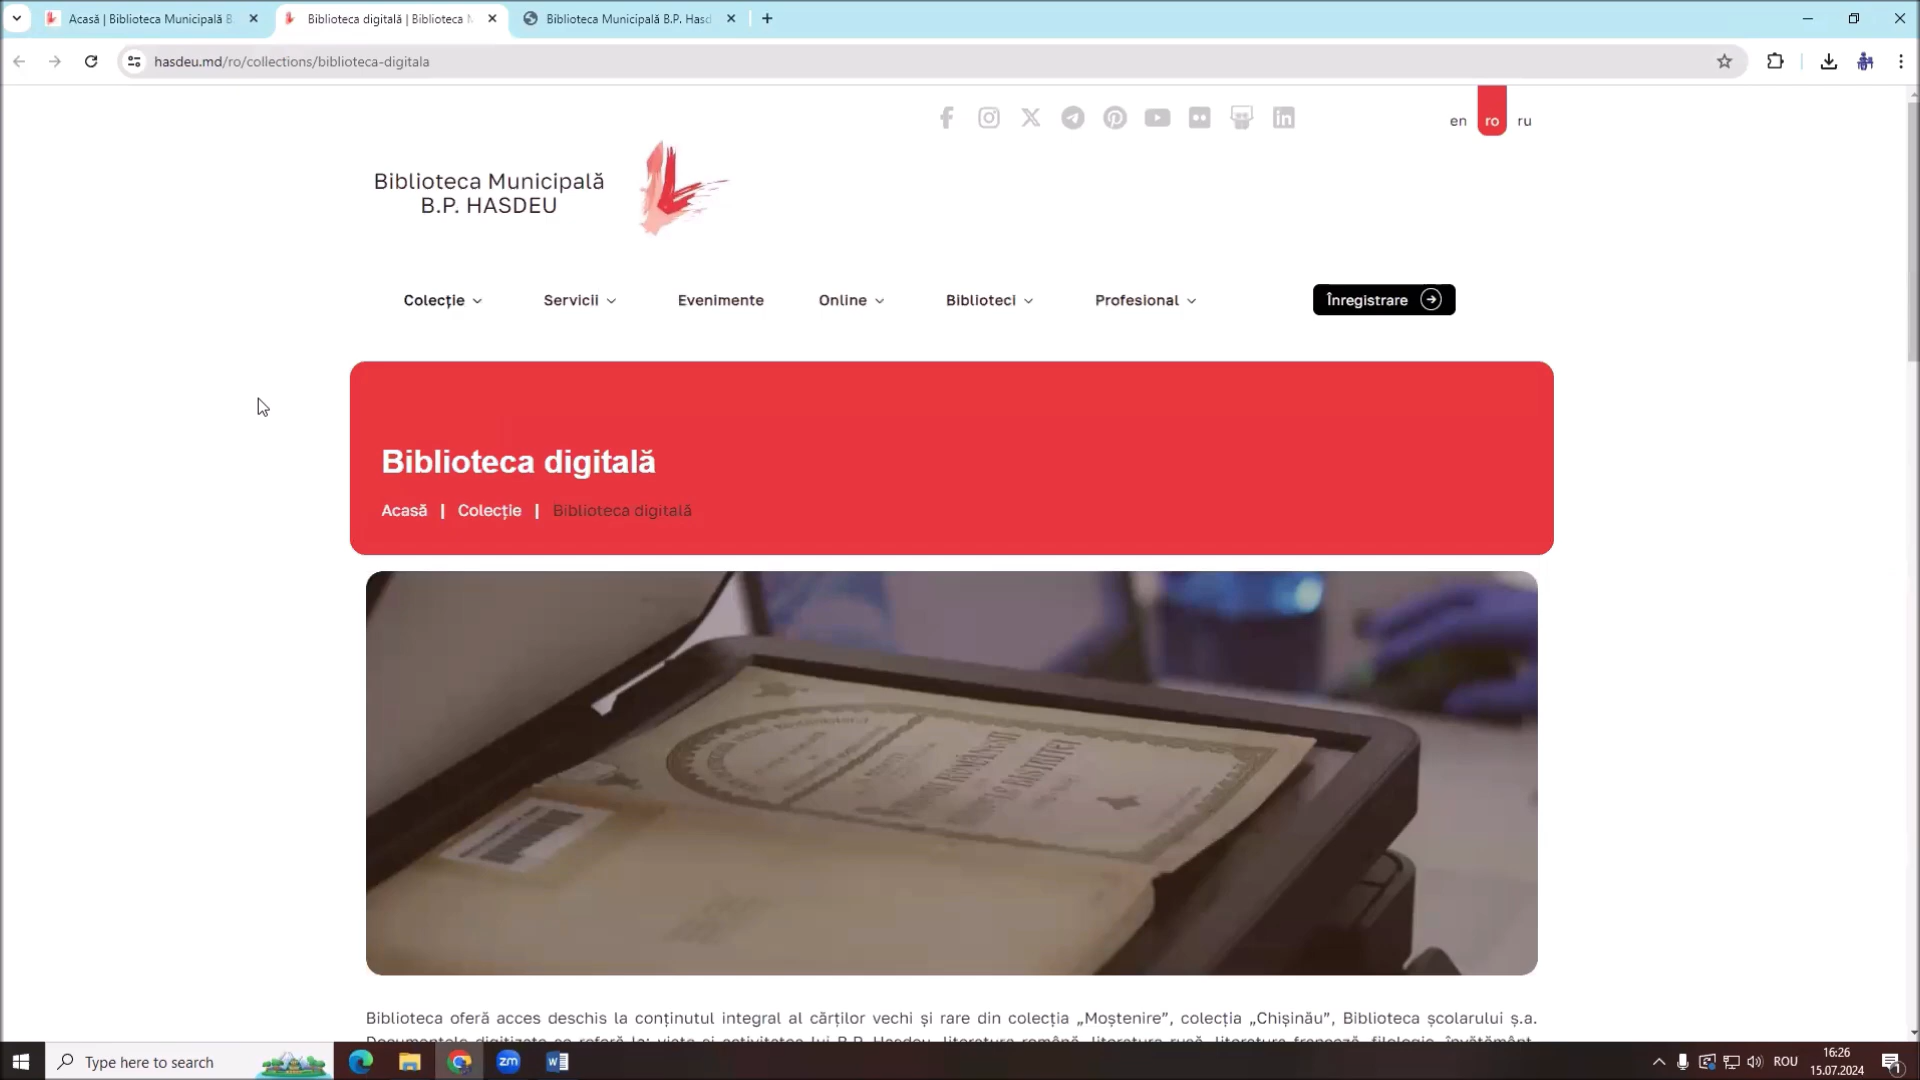 Acasă | Biblioteca Municipală B
Biblioteca digitală | Biblioteca
Biblioteca Municipală B.P. Hasd
hasdeu.md/ro/collections/biblioteca-digitala
en ro ru
Biblioteca Municipală
B.P. HASDEU
Colecție
Servicii
Evenimente
Online
Biblioteci
Profesional
Înregistrare
Biblioteca digitală
Acasă | Colecție | Biblioteca digitală
Biblioteca oferă acces deschis la conținutul integral al cărților vechi și rare din colecția „Moștenire”, colecția „Chișinău”, Biblioteca școlarului ș.a.
Type here to search
ROU
16:26
15.07.2024